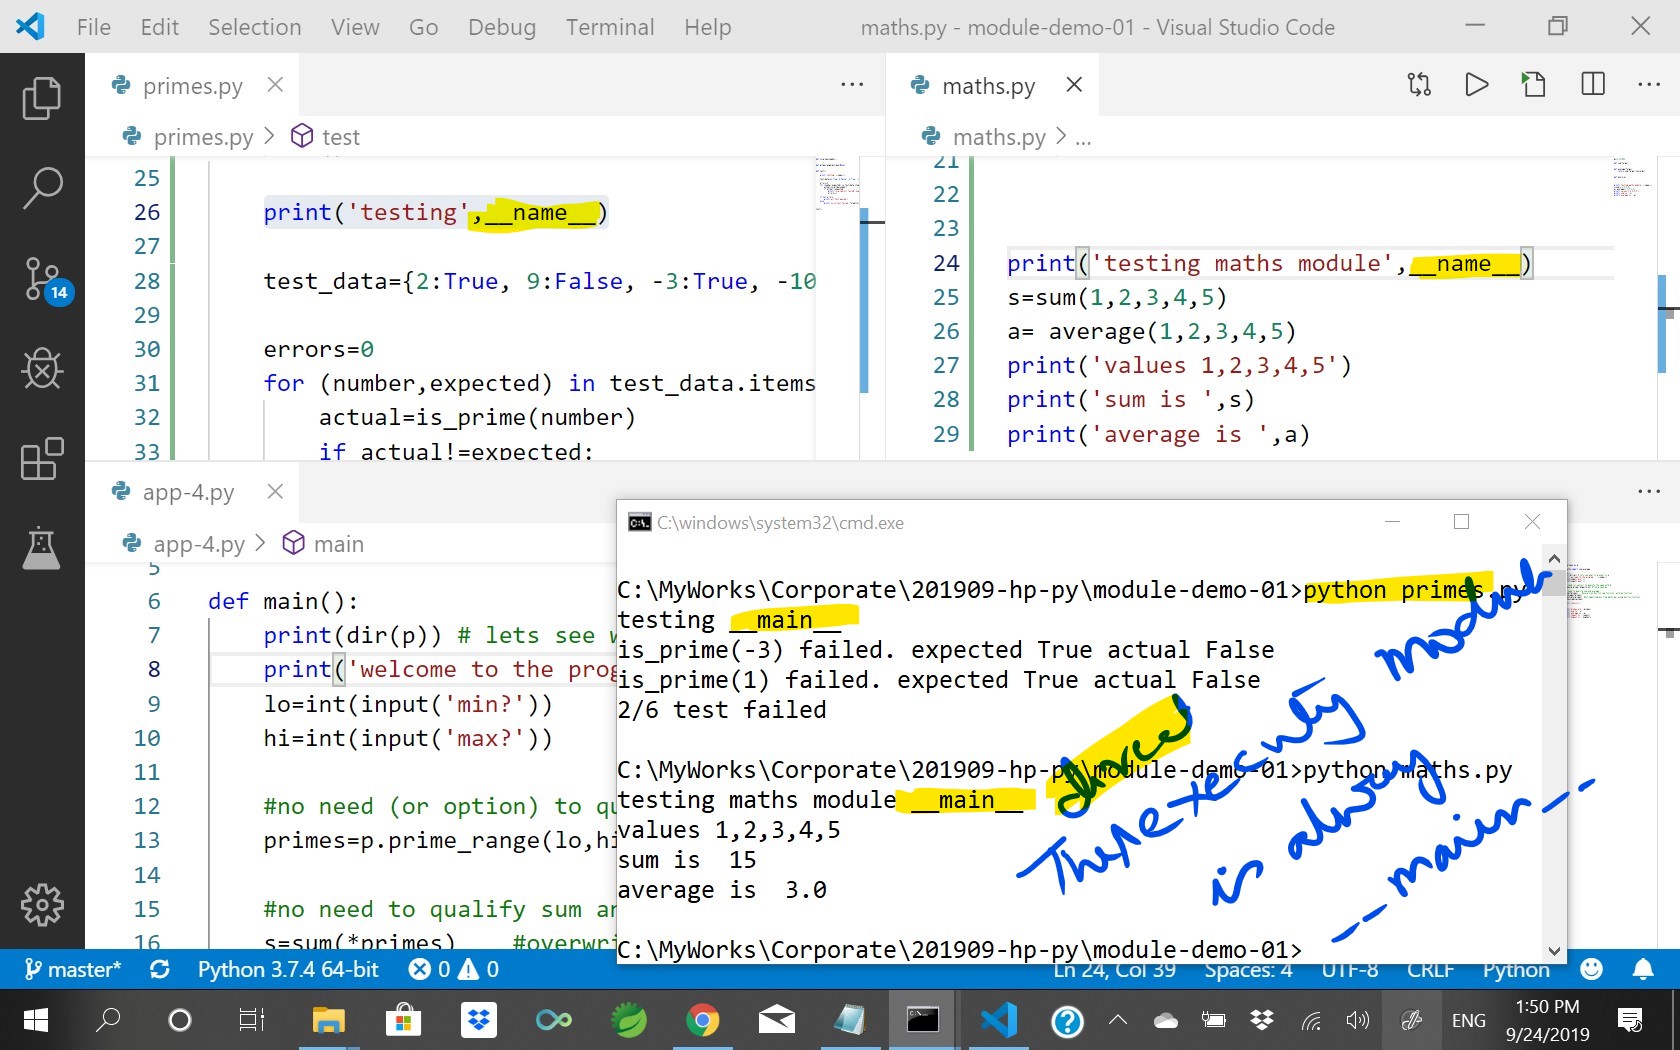 File Edit Selection View Go Debug Terminal Help
maths.py - module-demo-01 - Visual Studio Code
primes.py
primes.py > test
25
26 print('testing',__name__)
27
28 test_data={2:True, 9:False, -3:True, -10
29
30 errors=0
31 for (number,expected) in test_data.items
32 actual=is_prime(number)
33 if actual!=expected:
maths.py
maths.py > ...
21
22
23
24 print('testing maths module',__name__)
25 s=sum(1,2,3,4,5)
26 a= average(1,2,3,4,5)
27 print('values 1,2,3,4,5')
28 print('sum is ',s)
29 print('average is ',a)
14
app-4.py
app-4.py > main
5
6 def main():
7 print(dir(p)) # lets see w
8 print('welcome to the prog
9 lo=int(input('min?'))
10 hi=int(input('max?'))
11
12 #no need (or option) to qu
13 primes=p.prime_range(lo,hi
14
15 #no need to qualify sum an
16 s=sum(*primes) #overwri
C:\windows\system32\cmd.exe
C:\MyWorks\Corporate\201909-hp-py\module-demo-01>python primes.py
testing __main__
is_prime(-3) failed. expected True actual False
is_prime(1) failed. expected True actual False
2/6 test failed
C:\MyWorks\Corporate\201909-hp-py\module-demo-01>python maths.py
testing maths module __main__
values 1,2,3,4,5
sum is  15
average is  3.0
C:\MyWorks\Corporate\201909-hp-py\module-demo-01>
module
is always
__main__
master* Python 3.7.4 64-bit 0 0 Ln 24, Col 39 Spaces: 4 UTF-8 CRLF Python
ENG
1:50 PM
9/24/2019